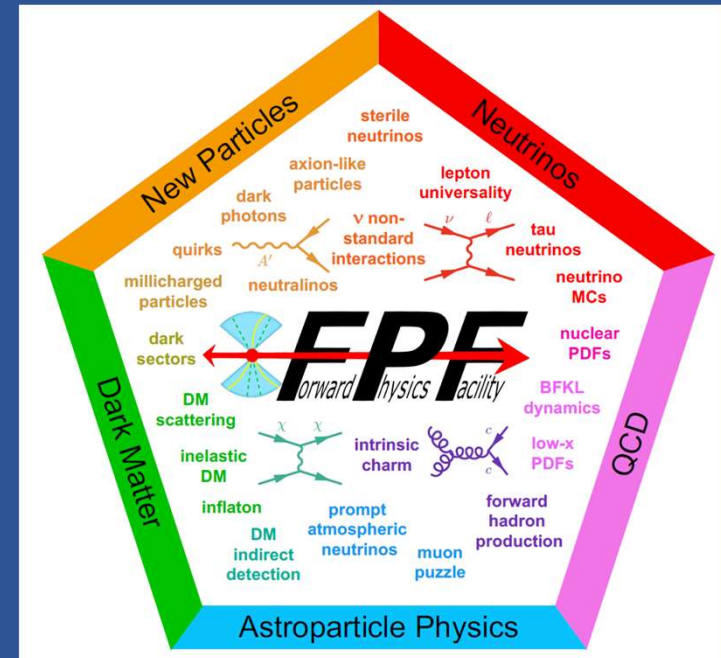 New Particles
Neutrinos
sterile
neutrinos
axion-like
particles
lepton
universality
dark
photons
ν non-
standard
interactions
ν ℓ
tau
neutrinos
quirks
A′
neutralinos
neutrino
MCs
millicharged
particles
dark
sectors
FPF
Forward Physics Facility
nuclear
PDFs
BFKL
dynamics
Dark Matter
QCD
DM
scattering
χ χ
intrinsic
charm
c
c
low-x
PDFs
inelastic
DM
inflaton
prompt
atmospheric
neutrinos
forward
hadron
production
DM
indirect
detection
muon
puzzle
Astroparticle Physics